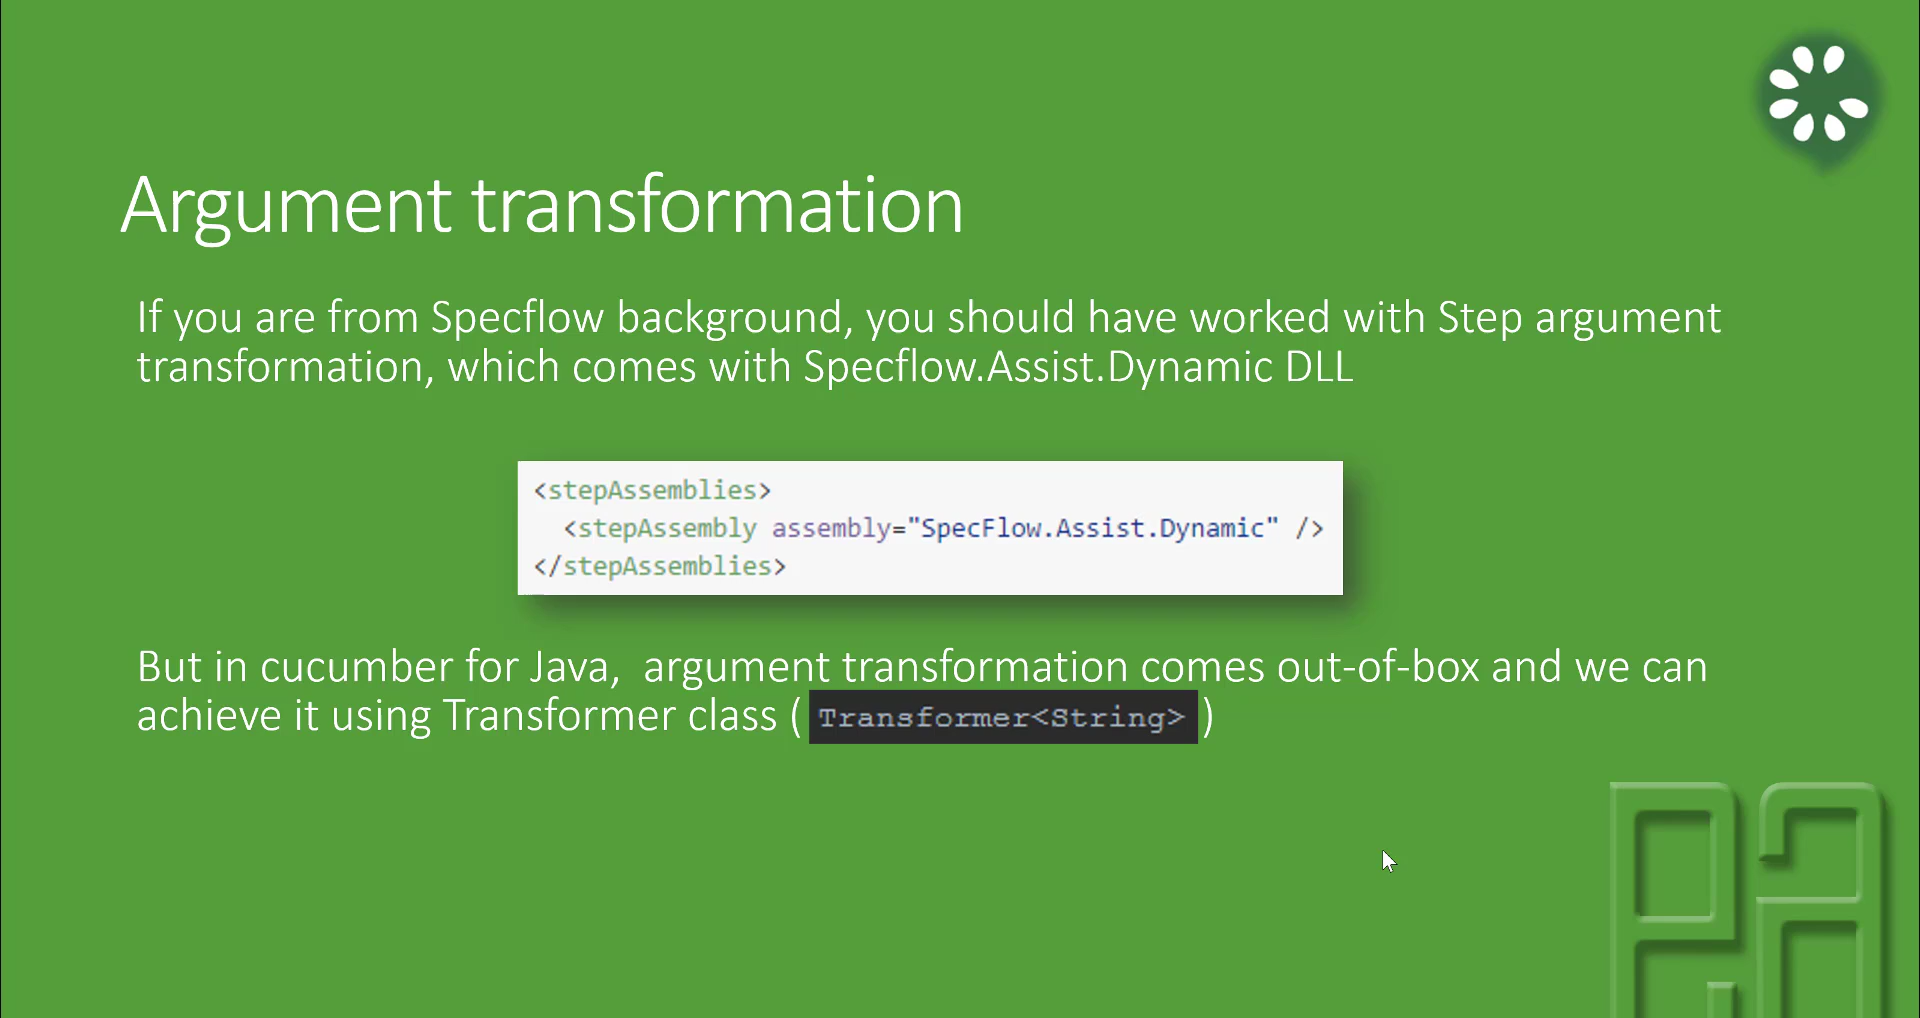 Argument transformation
If you are from Specflow background, you should have worked with Step argument
transformation, which comes with Specflow.Assist.Dynamic DLL
<stepAssemblies>
<stepAssembly assembly="SpecFlow.Assist.Dynamic" />
</stepAssemblies>
But in cucumber for Java, argument transformation comes out-of-box and we can
achieve it using Transformer class ( Transformer<String> )